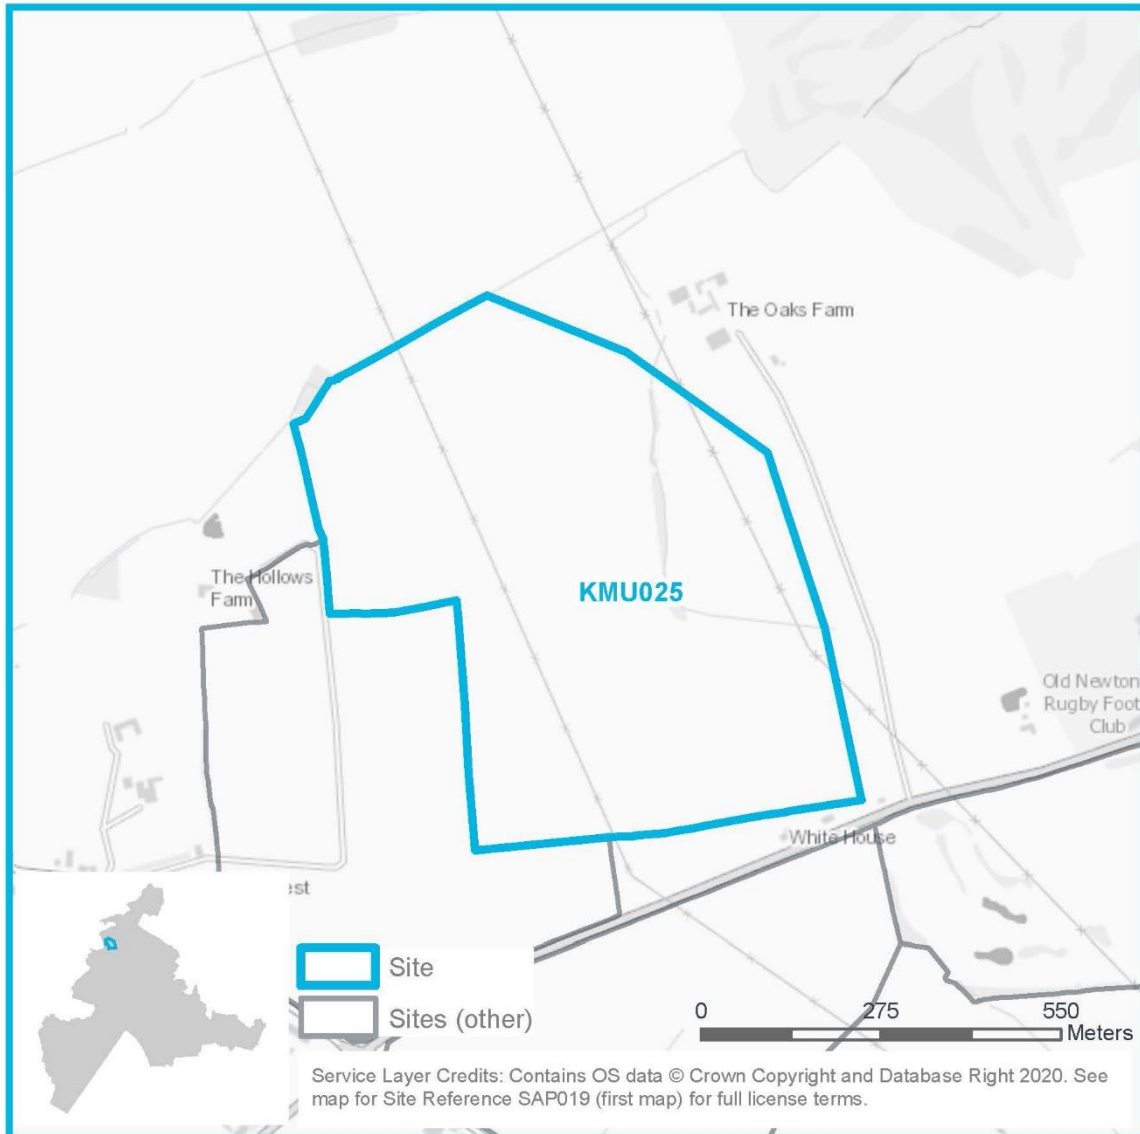 The Oaks Farm
KMU025
The Hollows
Farm
Old Newton
Rugby Foot
Club
White House
est
Site
Sites (other)
0 275 550
Meters
Service Layer Credits: Contains OS data © Crown Copyright and Database Right 2020. See
map for Site Reference SAP019 (first map) for full license terms.